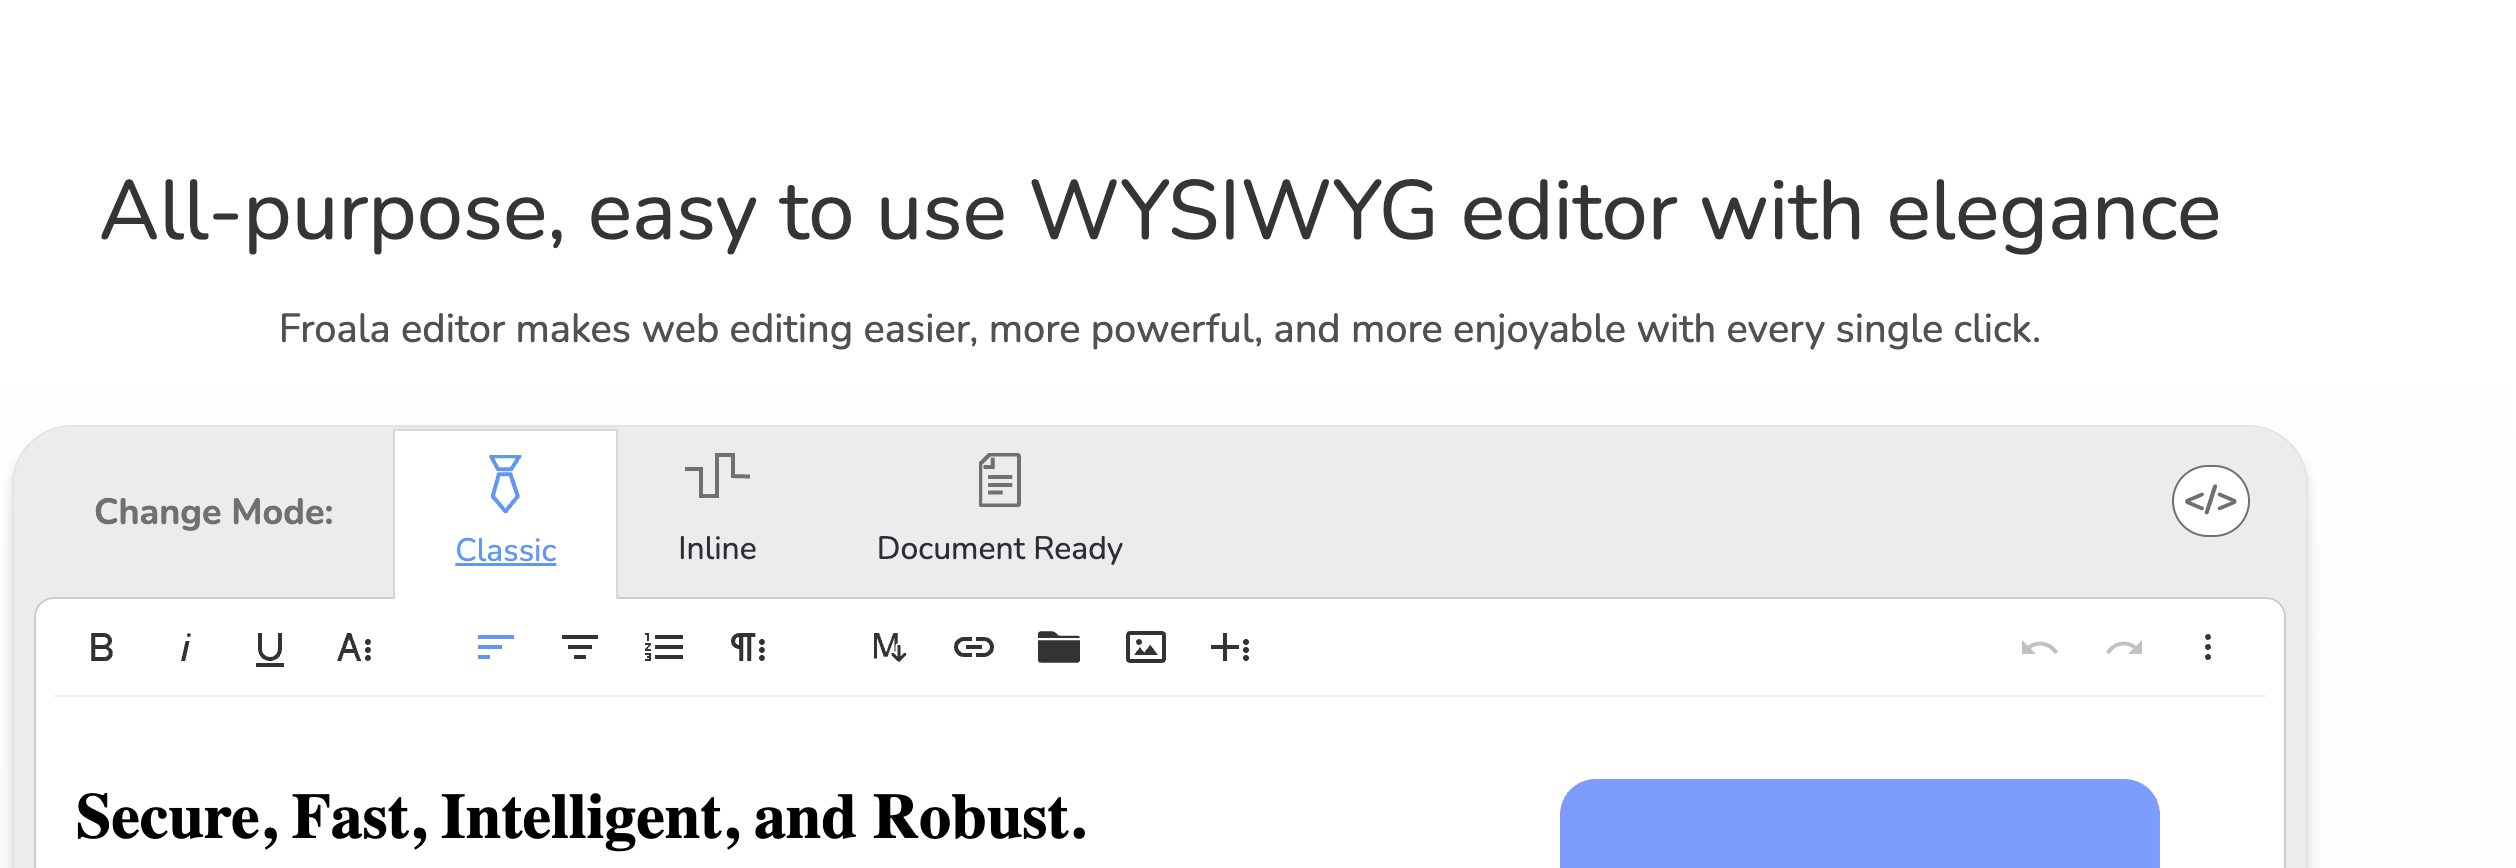 All-purpose, easy to use WYSIWYG editor with elegance
Froala editor makes web editing easier, more powerful, and more enjoyable with every single click.
Change Mode:
Classic
Inline
Document Ready
</>
B i U A M
Secure, Fast, Intelligent, and Robust.